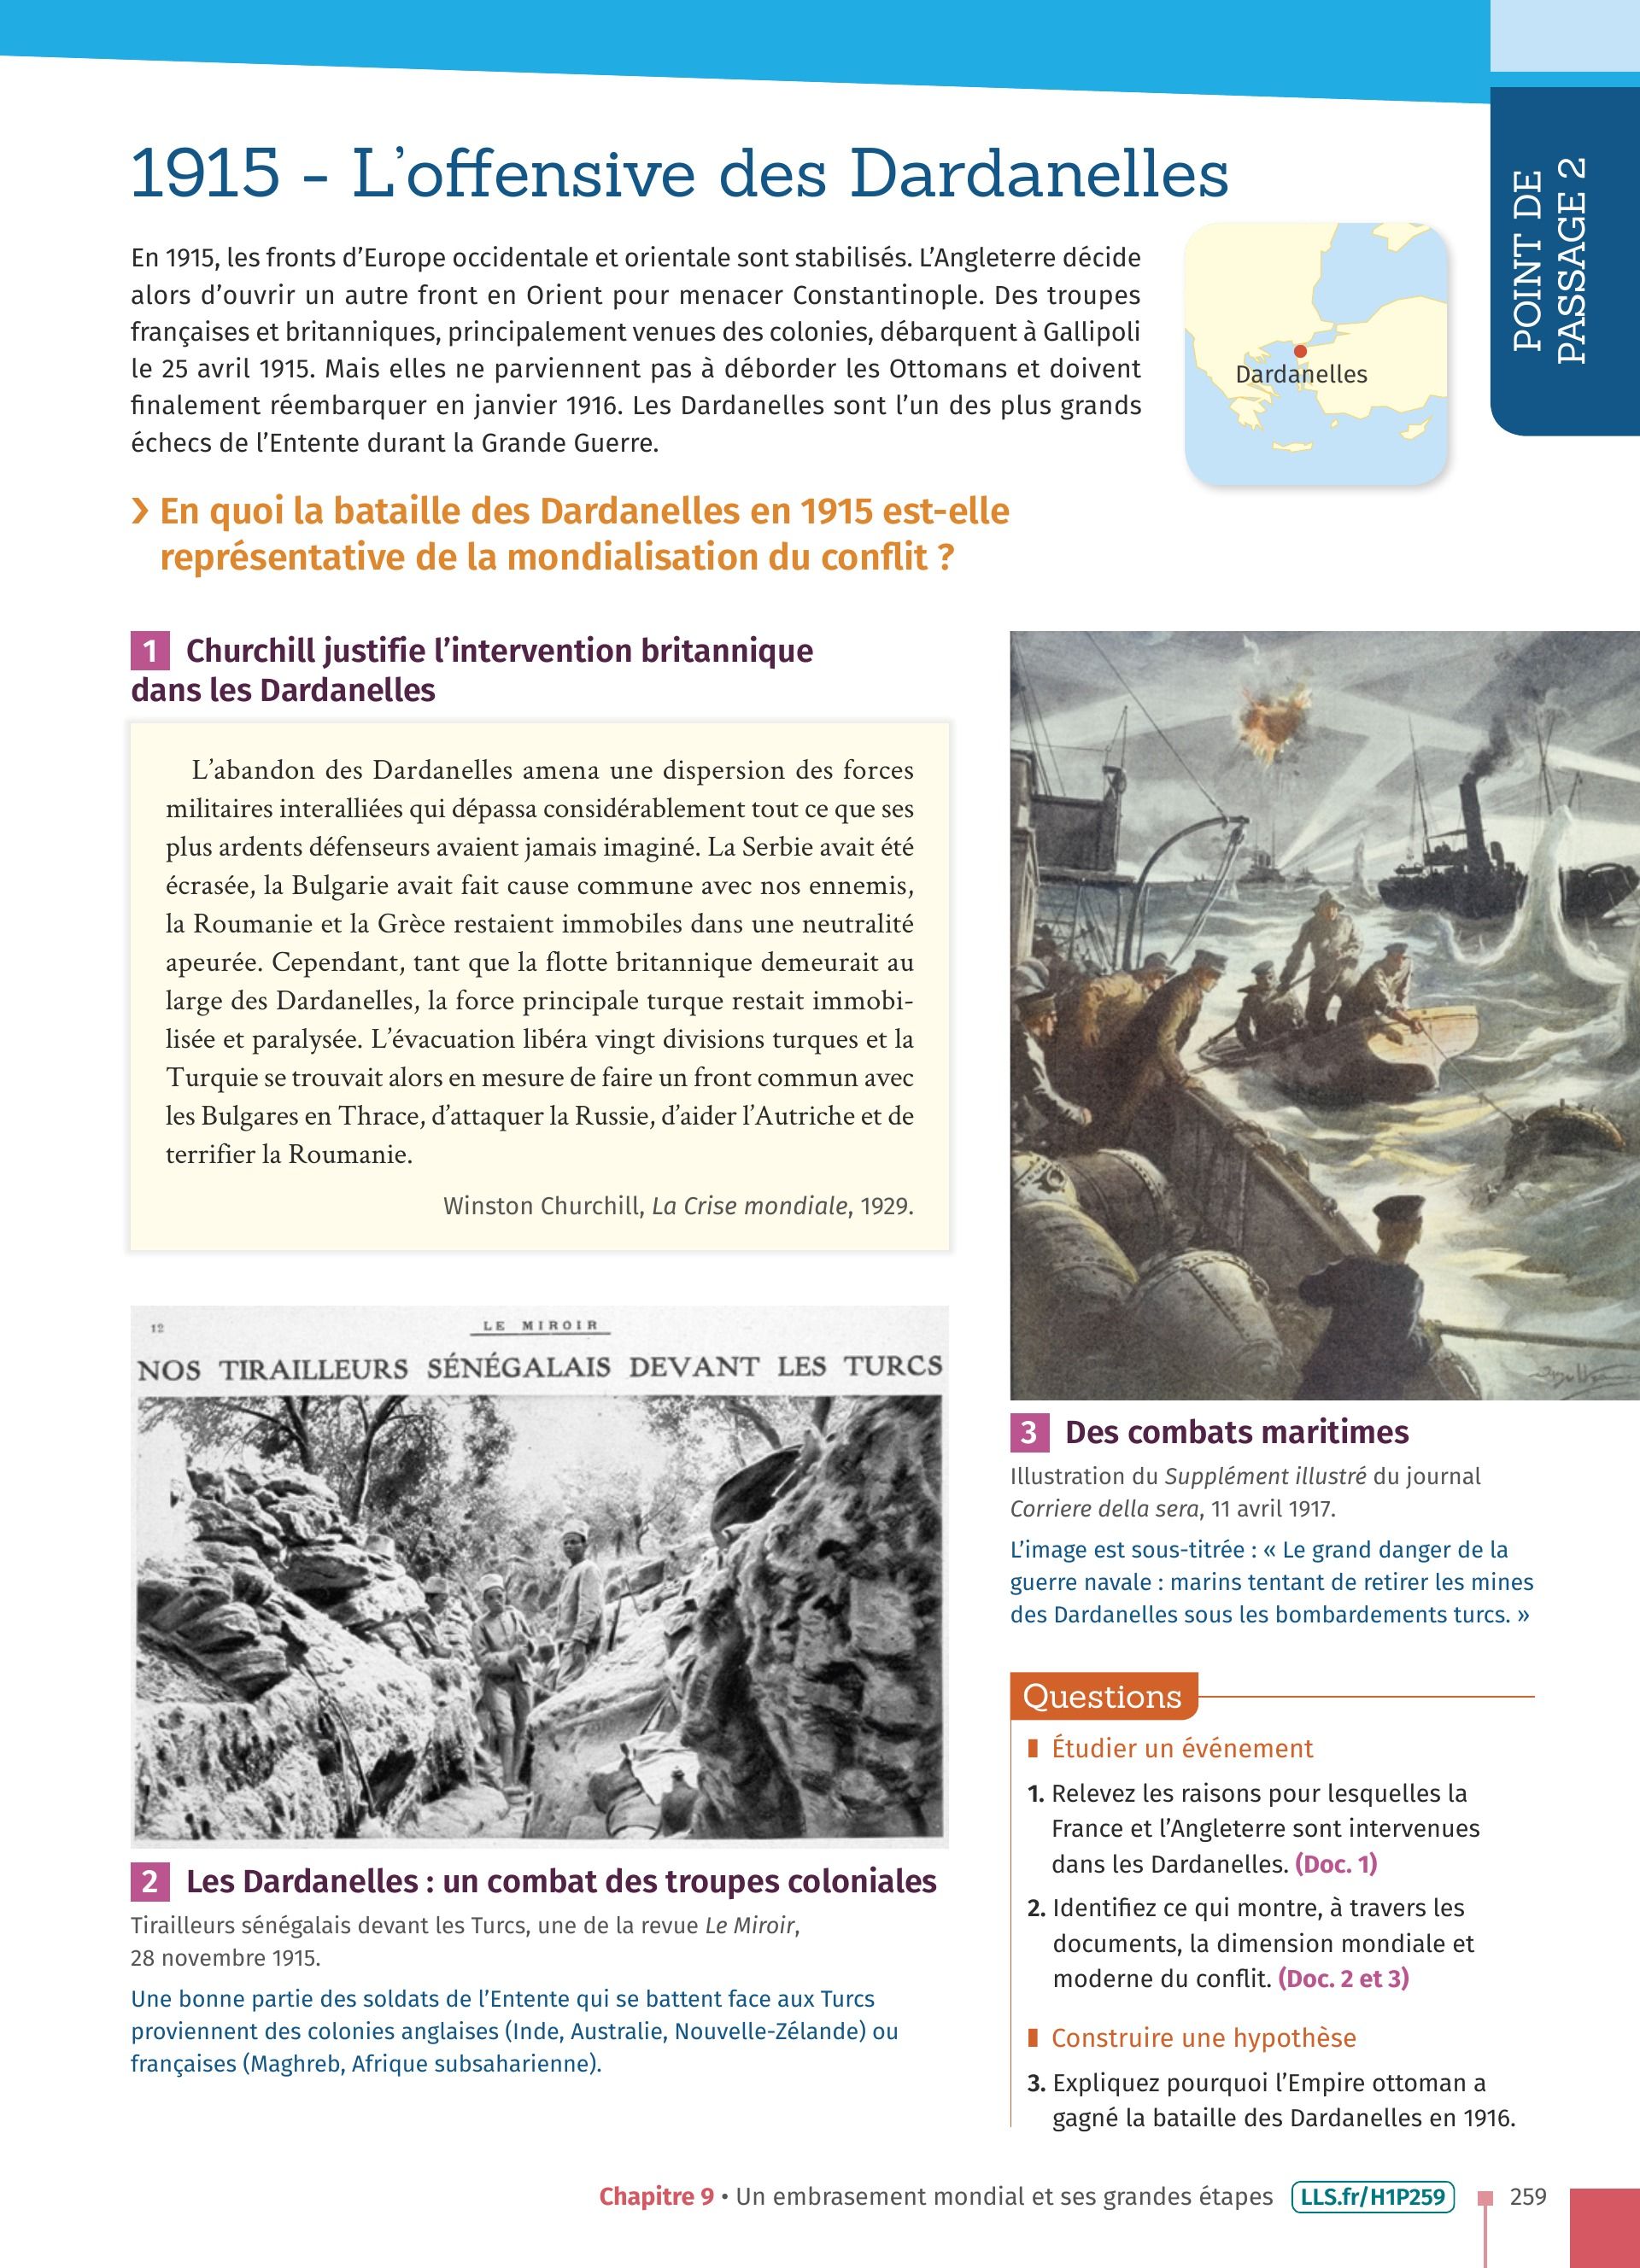 1915 - L’offensive des Dardanelles
POINT DE
PASSAGE 2
En 1915, les fronts d’Europe occidentale et orientale sont stabilisés. L’Angleterre décide
alors d’ouvrir un autre front en Orient pour menacer Constantinople. Des troupes
françaises et britanniques, principalement venues des colonies, débarquent à Gallipoli
le 25 avril 1915. Mais elles ne parviennent pas à déborder les Ottomans et doivent
finalement réembarquer en janvier 1916. Les Dardanelles sont l’un des plus grands
échecs de l’Entente durant la Grande Guerre.
Dardanelles
› En quoi la bataille des Dardanelles en 1915 est-elle
représentative de la mondialisation du conflit ?
1 Churchill justifie l’intervention britannique
dans les Dardanelles
L’abandon des Dardanelles amena une dispersion des forces
militaires interalliées qui dépassa considérablement tout ce que ses
plus ardents défenseurs avaient jamais imaginé. La Serbie avait été
écrasée, la Bulgarie avait fait cause commune avec nos ennemis,
la Roumanie et la Grèce restaient immobiles dans une neutralité
apeurée. Cependant, tant que la flotte britannique demeurait au
large des Dardanelles, la force principale turque restait immobi-
lisée et paralysée. L’évacuation libéra vingt divisions turques et la
Turquie se trouvait alors en mesure de faire un front commun avec
les Bulgares en Thrace, d’attaquer la Russie, d’aider l’Autriche et de
terrifier la Roumanie.
Winston Churchill, La Crise mondiale, 1929.
12
LE MIROIR
NOS TIRAILLEURS SÉNÉGALAIS DEVANT LES TURCS
2 Les Dardanelles : un combat des troupes coloniales
Tirailleurs sénégalais devant les Turcs, une de la revue Le Miroir,
28 novembre 1915.
Une bonne partie des soldats de l’Entente qui se battent face aux Turcs
proviennent des colonies anglaises (Inde, Australie, Nouvelle-Zélande) ou
françaises (Maghreb, Afrique subsaharienne).
3 Des combats maritimes
Illustration du Supplément illustré du journal
Corriere della sera, 11 avril 1917.
L’image est sous-titrée : « Le grand danger de la
guerre navale : marins tentant de retirer les mines
des Dardanelles sous les bombardements turcs. »
Questions
Étudier un événement
1. Relevez les raisons pour lesquelles la
France et l’Angleterre sont intervenues
dans les Dardanelles. (Doc. 1)
2. Identifiez ce qui montre, à travers les
documents, la dimension mondiale et
moderne du conflit. (Doc. 2 et 3)
Construire une hypothèse
3. Expliquez pourquoi l’Empire ottoman a
gagné la bataille des Dardanelles en 1916.
Chapitre 9 • Un embrasement mondial et ses grandes étapes LLS.fr/H1P259 259